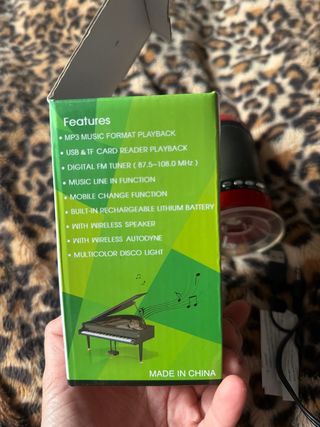 Features
• MP3 MUSIC FORMAT PLAYBACK
• USB & TF CARD READER PLAYBACK
• DIGITAL FM TUNER ( 87.5~108.0 MHz )
• MUSIC LINE IN FUNCTION
• MOBILE CHANGE FUNCTION
• BUILT-IN RECHARGEABLE LITHIUM BATTERY
• WITH WIRELESS SPEAKER
• WITH WIRELESS AUTODYNE
• MULTICOLOR DISCO LIGHT
MADE IN CHINA